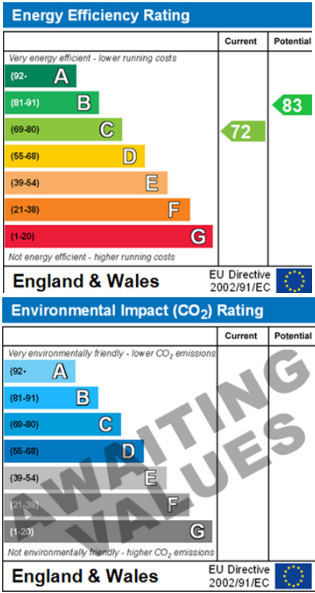 Energy Efficiency Rating
Current Potential
Very energy efficient - lower running costs
(92+ A
(81-91) B
83
(69-80) C
72
(55-68) D
(39-54) E
(21-38) F
(1-20) G
Not energy efficient - higher running costs
England & Wales
EU Directive
2002/91/EC
Environmental Impact (CO2) Rating
Current Potential
Very environmentally friendly - lower CO2 emissions
(92+ A
(81-91) B
(69-80) C
(55-68) D
(39-54) E
(21-38) F
(1-20) G
AWAITING
VALUES
Not environmentally friendly - higher CO2 emissions
England & Wales
EU Directive
2002/91/EC